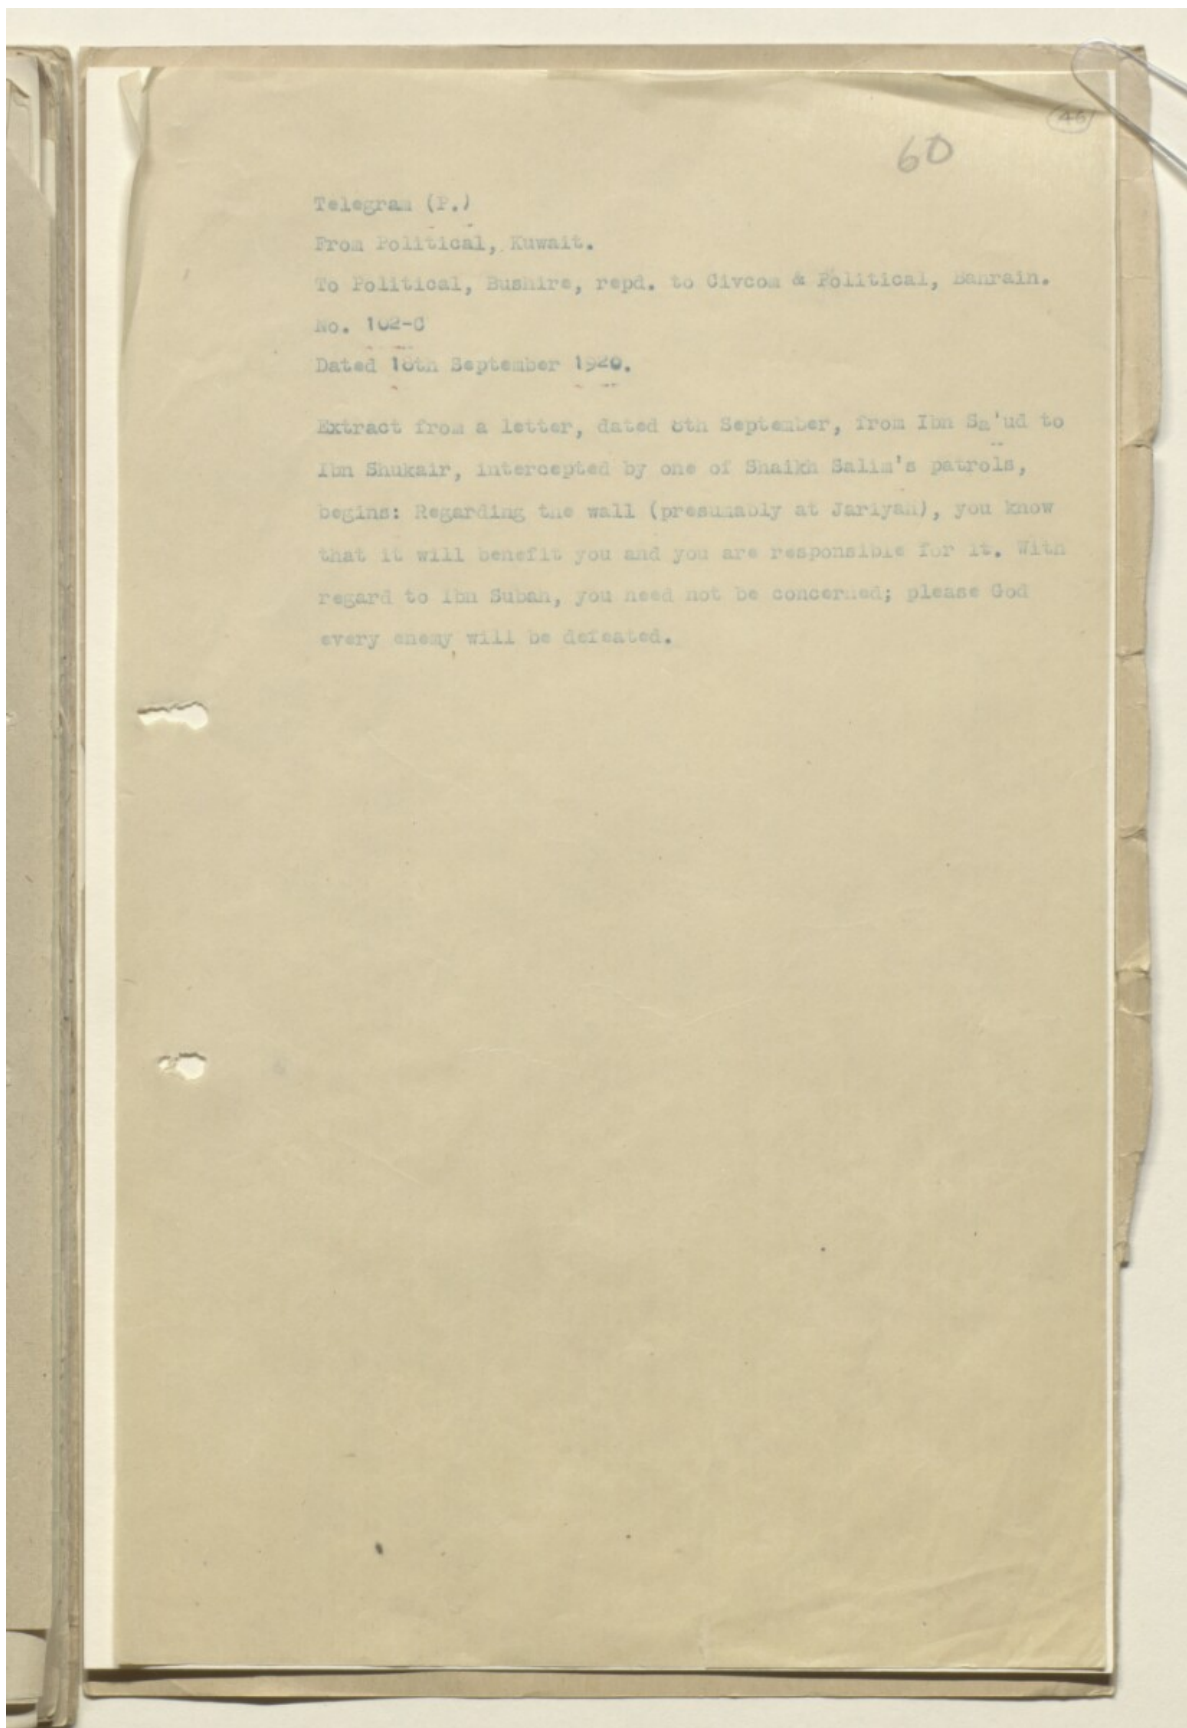 46
60
Telegram (P.)
From Political, Kuwait.
To Political, Bushire, repd. to Civcom & Political, Bahrain.
No. 102-C
Dated 18th September 1920.
Extract from a letter, dated 8th September, from Ibn Sa'ud to
Ibn Shukair, intercepted by one of Shaikh Salim's patrols,
begins: Regarding the wall (presumably at Jariyah), you know
that it will benefit you and you are responsible for it. With
regard to Ibn Subah, you need not be concerned; please God
every enemy will be defeated.